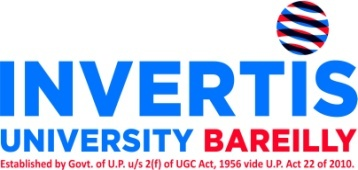 INVERTIS
UNIVERSITY BAREILLY
Established by Govt. of U.P. u/s 2(f) of UGC Act, 1956 vide U.P. Act 22 of 2010.